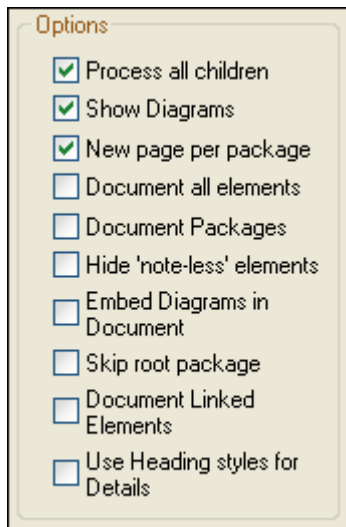 Options
Process all children
Show Diagrams
New page per package
Document all elements
Document Packages
Hide 'note-less' elements
Embed Diagrams in
Document
Skip root package
Document Linked
Elements
Use Heading styles for
Details